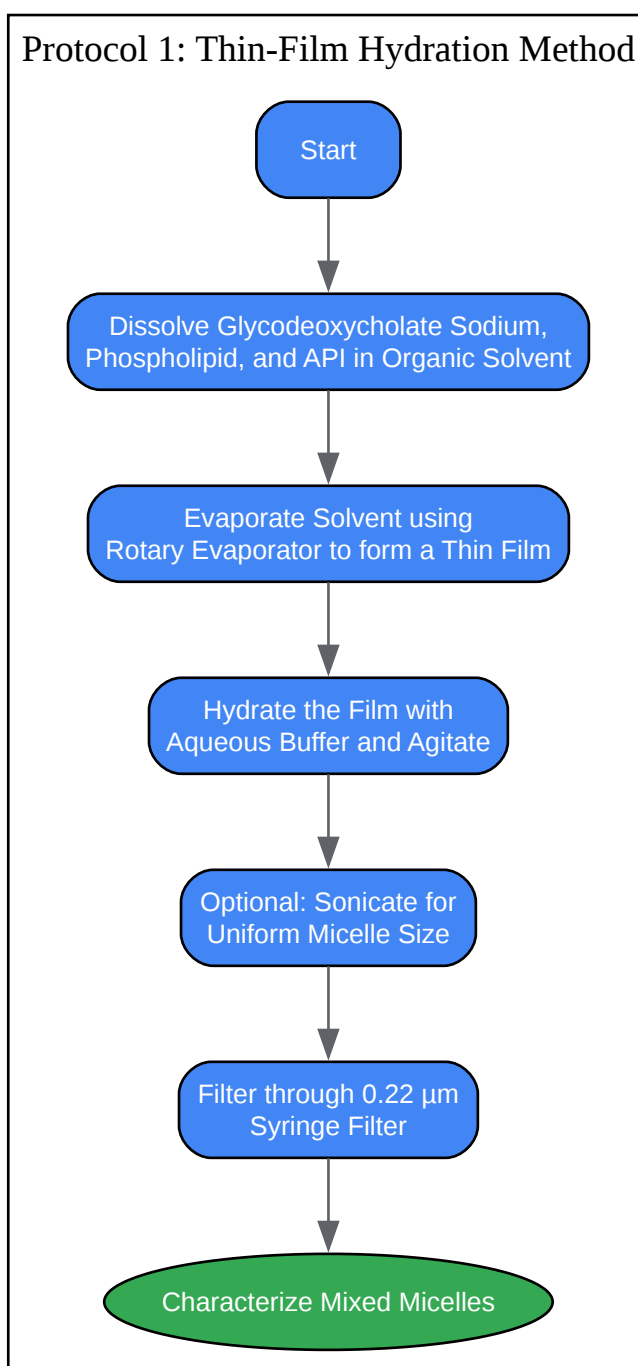 Protocol 1: Thin-Film Hydration Method
Start
Dissolve Glycodeoxycholate Sodium,
Phospholipid, and API in Organic Solvent
Evaporate Solvent using
Rotary Evaporator to form a Thin Film
Hydrate the Film with
Aqueous Buffer and Agitate
Optional: Sonicate for
Uniform Micelle Size
Filter through 0.22 µm
Syringe Filter
Characterize Mixed Micelles